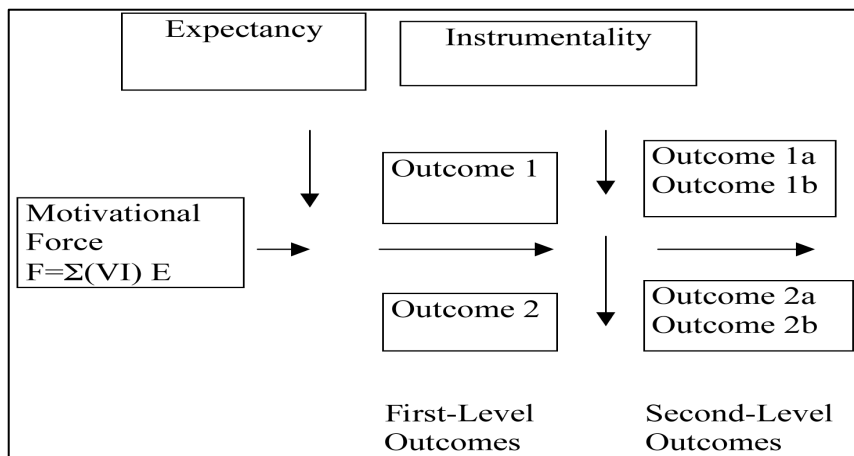 Expectancy
Instrumentality
Outcome 1
Outcome 1a
Outcome 1b
Motivational
Force
F=Σ(VI) E
Outcome 2
Outcome 2a
Outcome 2b
First-Level
Outcomes
Second-Level
Outcomes